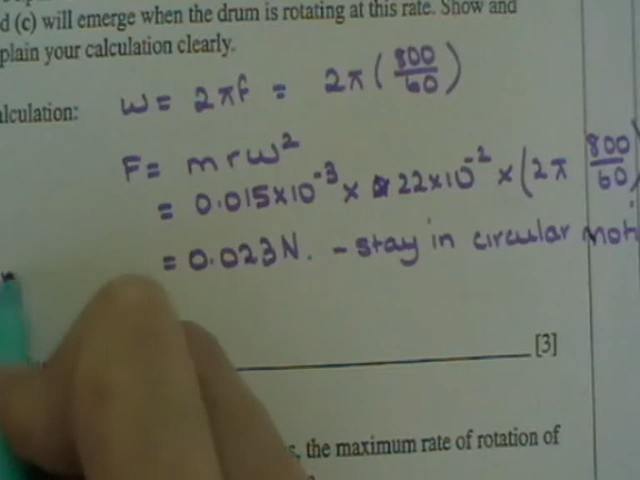 d (c) will emerge when the drum is rotating at this rate. Show and
plain your calculation clearly.
alculation:
ω = 2πf = 2π(800/60)
F = mrω²
= 0.015×10⁻³ × 22×10⁻² × (2π 800/60)
= 0.023N. - stay in circular mot
[3]
s, the maximum rate of rotation of